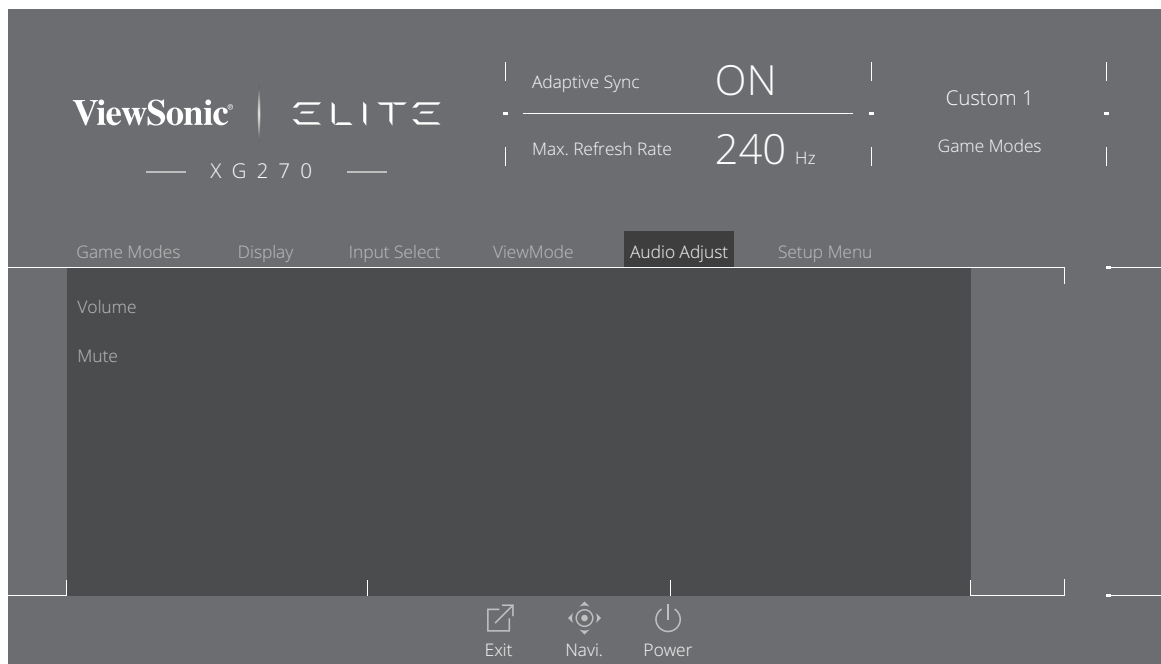 ViewSonic® ELITE
XG270
Adaptive Sync ON
Max. Refresh Rate 240 Hz
Custom 1
Game Modes
Game Modes Display Input Select ViewMode Audio Adjust Setup Menu
Volume
Mute
Exit Navi. Power